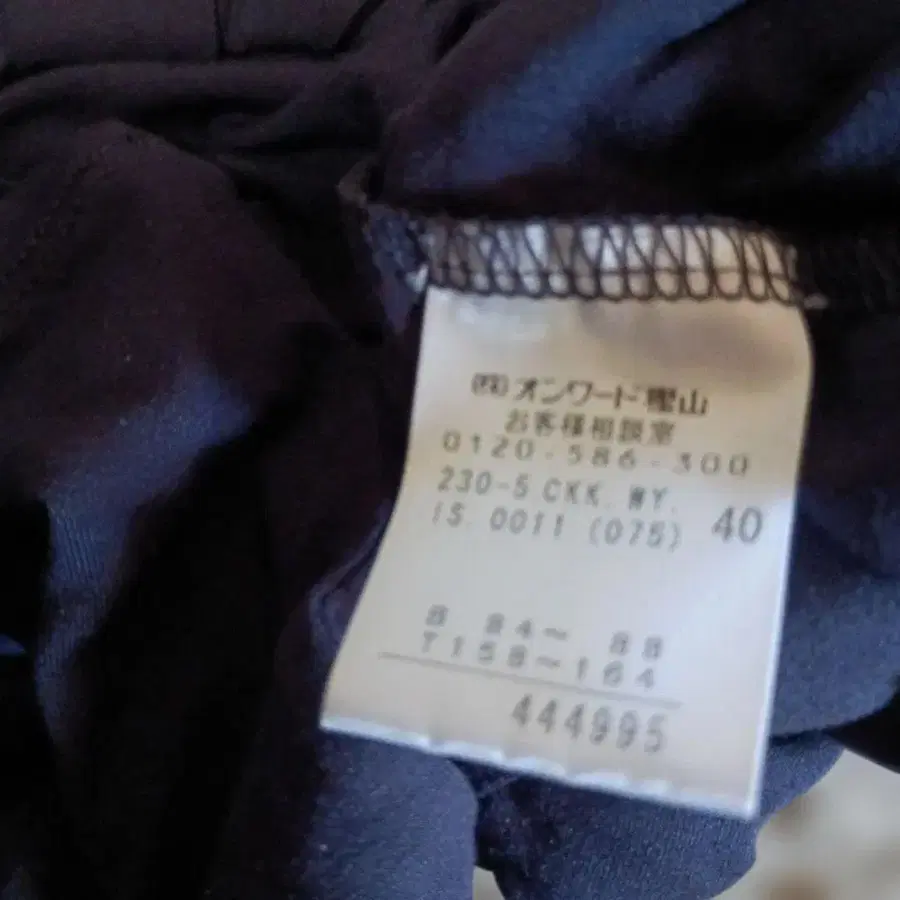 ㈱オンワード樫山
お客様相談室
0120-586-300
230-5 CKK. WY.
IS. 0011 (075) 40
B 84～ 88
T158～164
444995